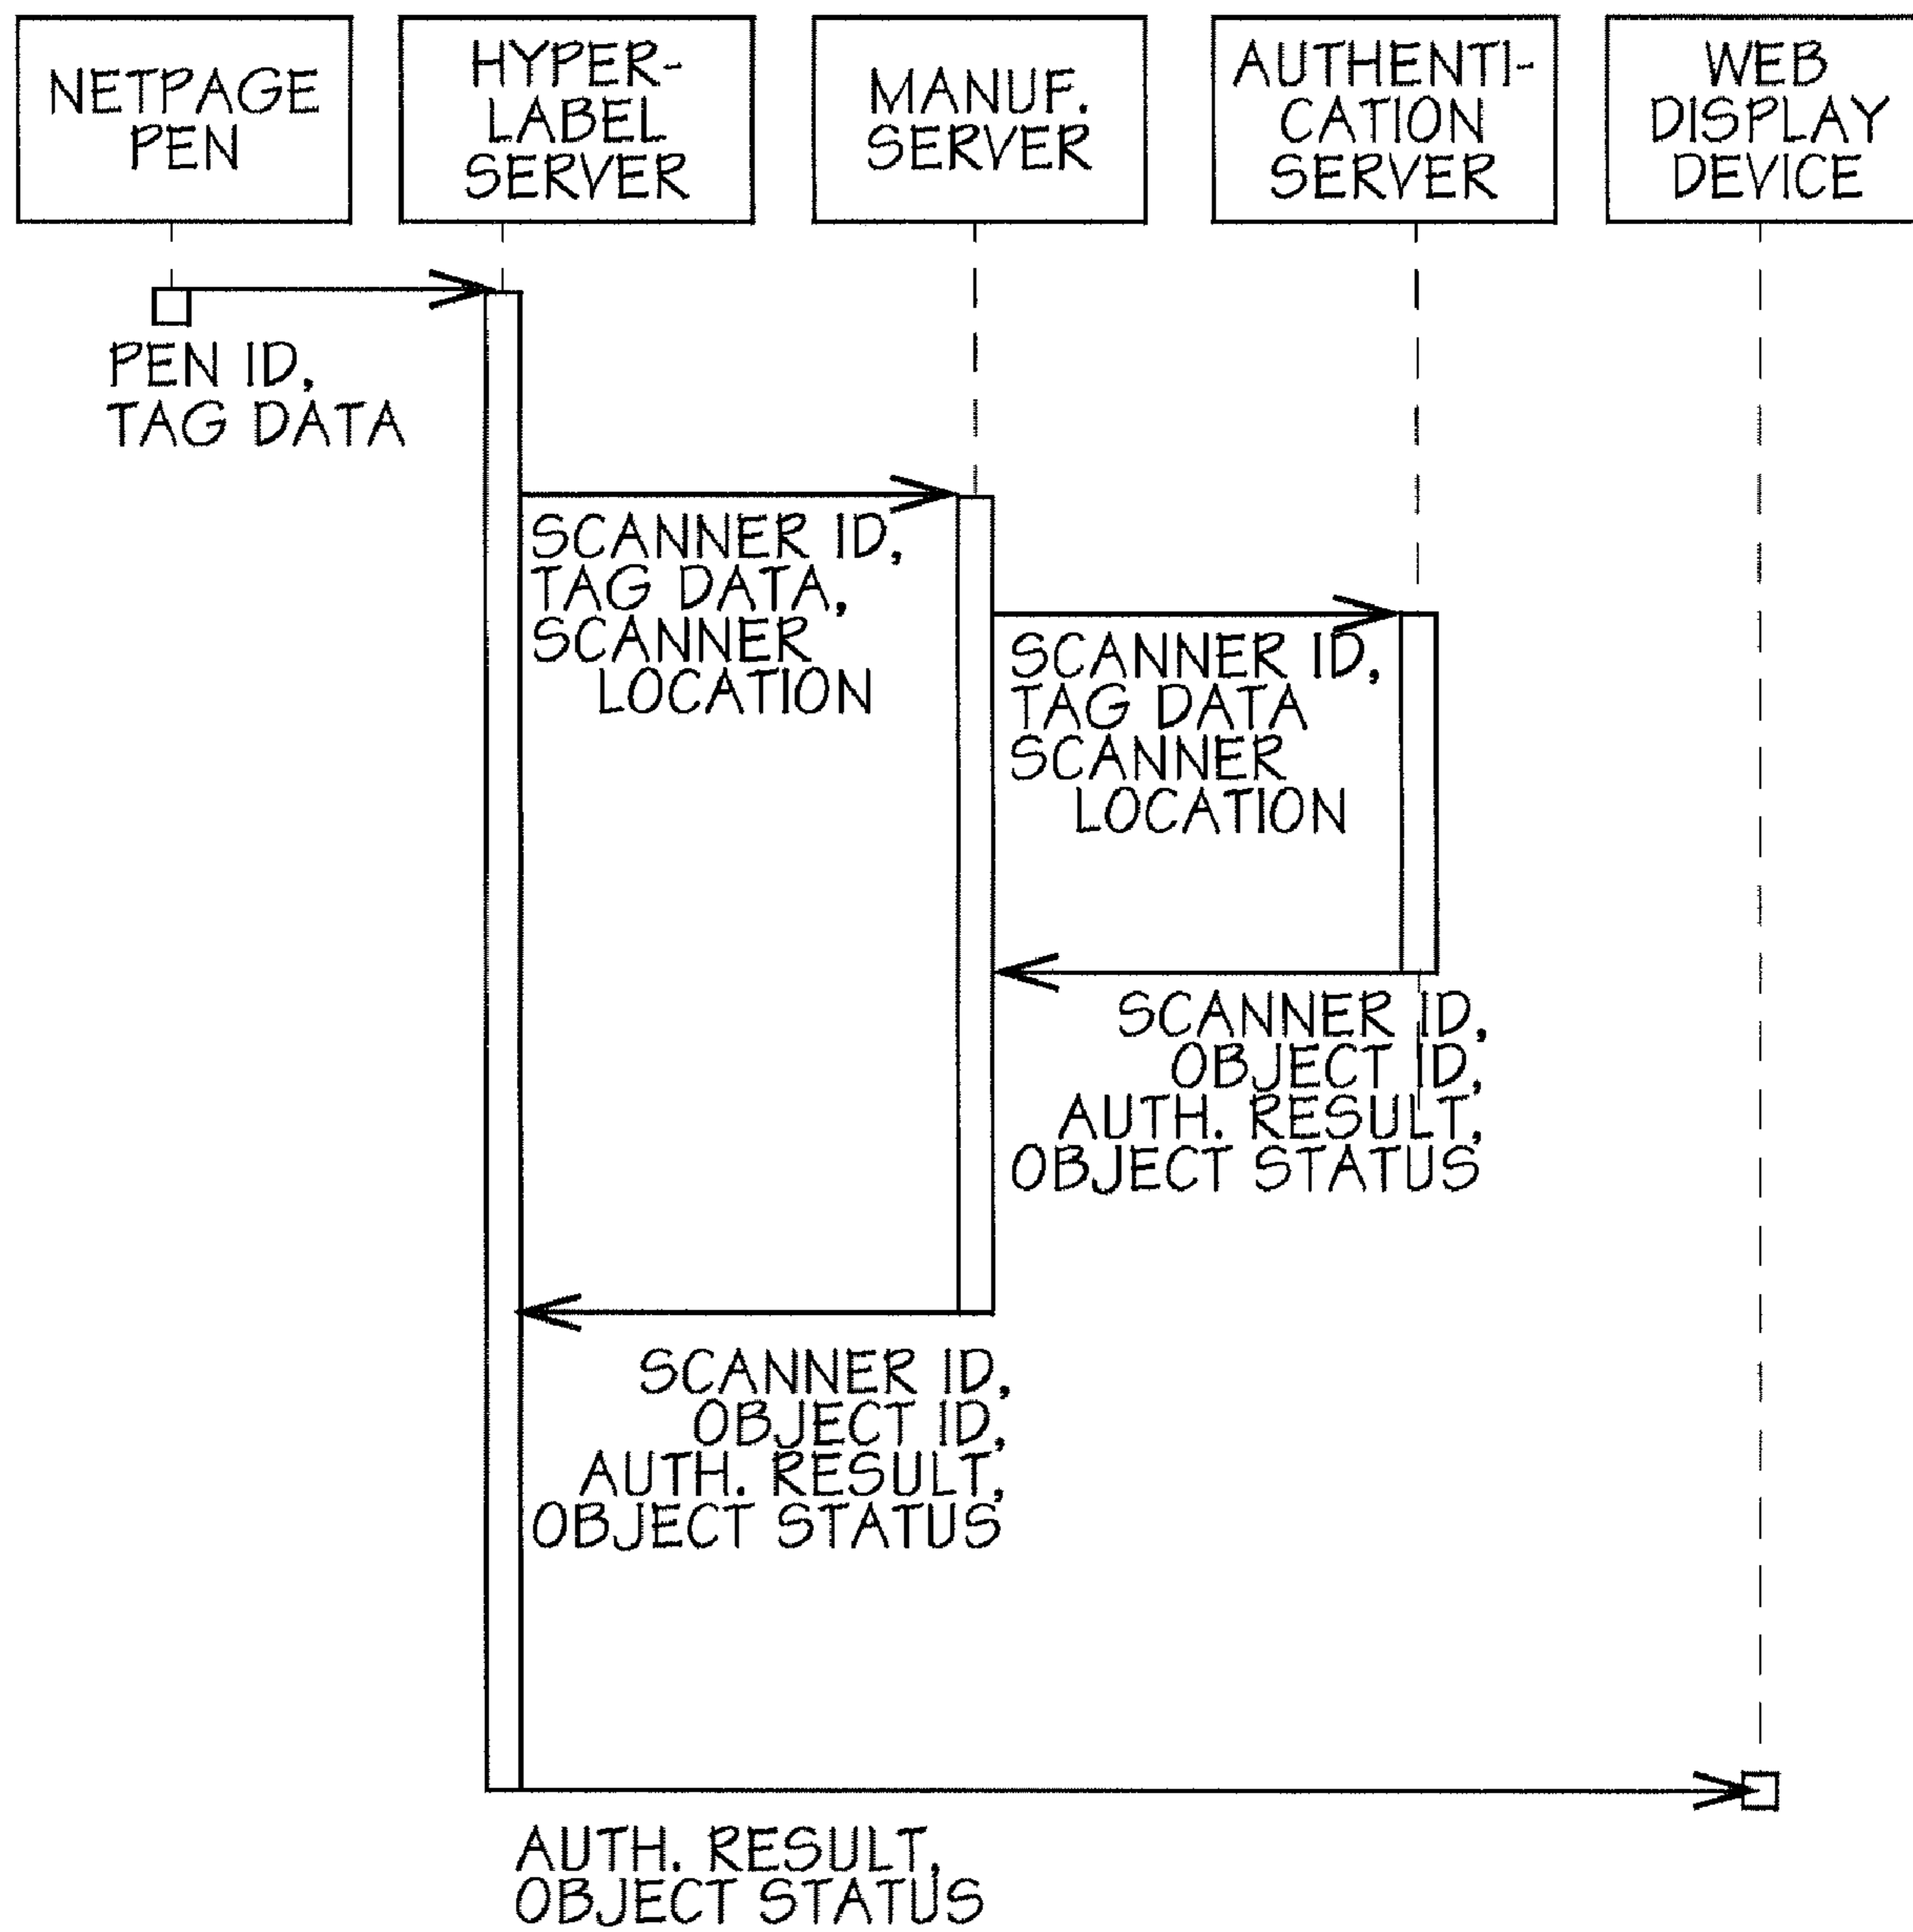 NETPAGE
PEN
HYPER-
LABEL
SERVER
MANUF.
SERVER
AUTHENTI-
CATION
SERVER
WEB
DISPLAY
DEVICE
PEN ID,
TAG DATA
SCANNER ID,
TAG DATA,
SCANNER
LOCATION
SCANNER ID,
TAG DATA
SCANNER
LOCATION
SCANNER ID,
OBJECT ID,
AUTH. RESULT,
OBJECT STATUS
SCANNER ID,
OBJECT ID,
AUTH. RESULT,
OBJECT STATUS
AUTH. RESULT,
OBJECT STATUS